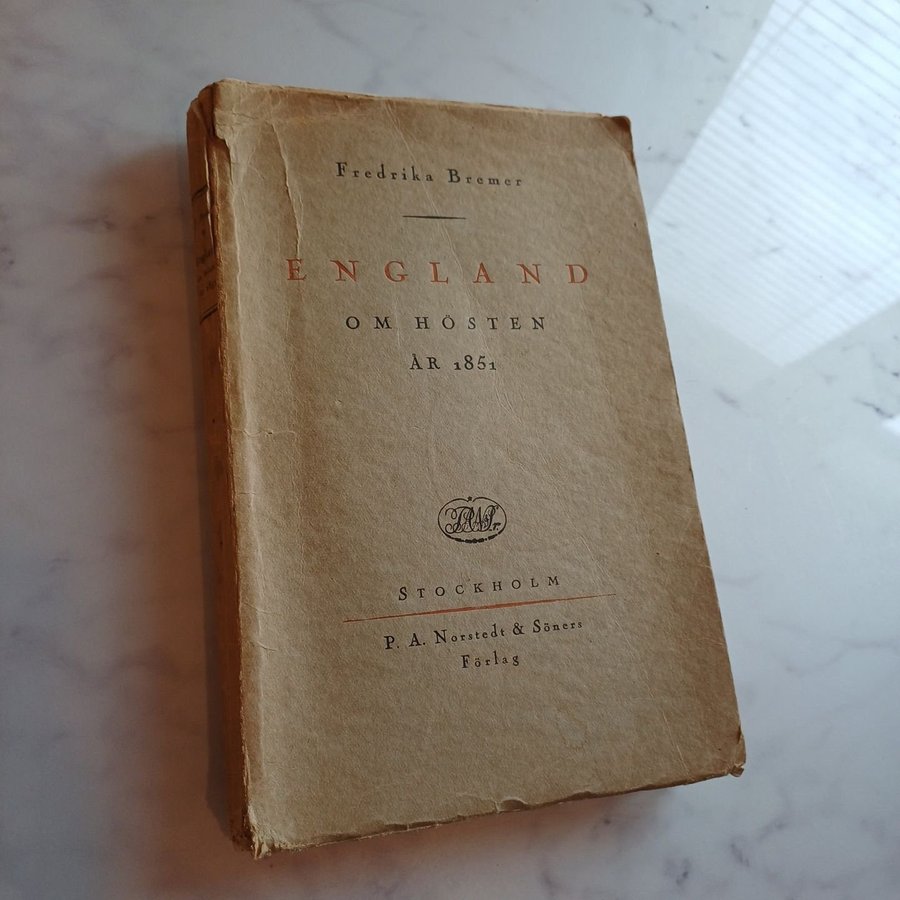 Fredrika Bremer
ENGLAND
OM HÖSTEN
ÅR 1851
STOCKHOLM
P. A. Norstedt & Söners
Förlag